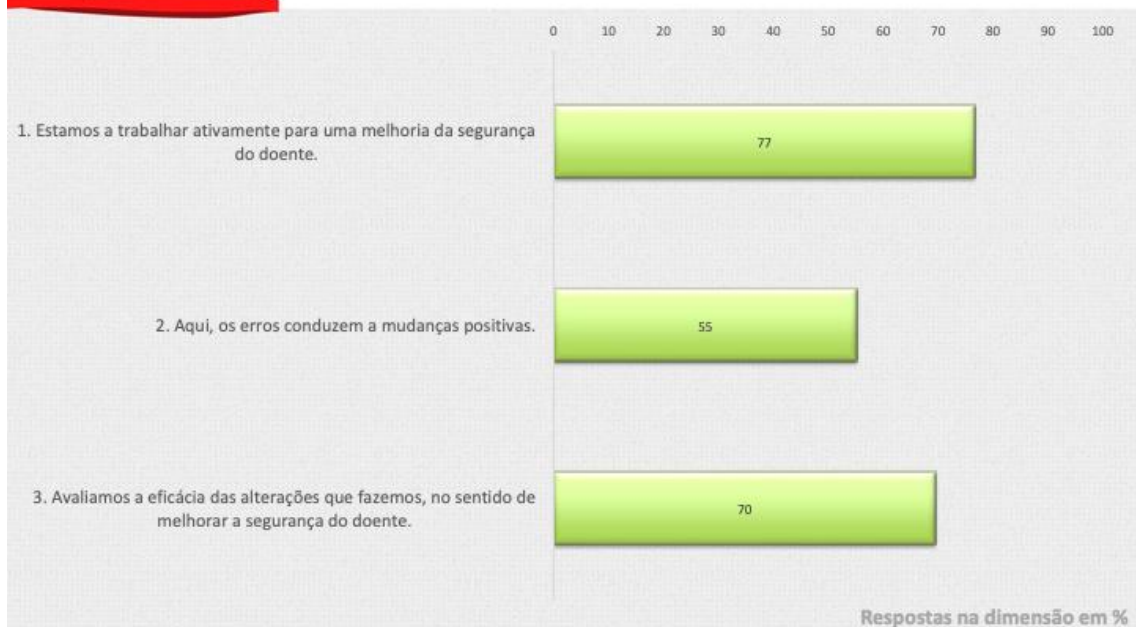 0 10 20 30 40 50 60 70 80 90 100
1. Estamos a trabalhar ativamente para uma melhoria da segurança
do doente.
77
2. Aqui, os erros conduzem a mudanças positivas.
55
3. Avaliamos a eficácia das alterações que fazemos, no sentido de
melhorar a segurança do doente.
70
Respostas na dimensão em %